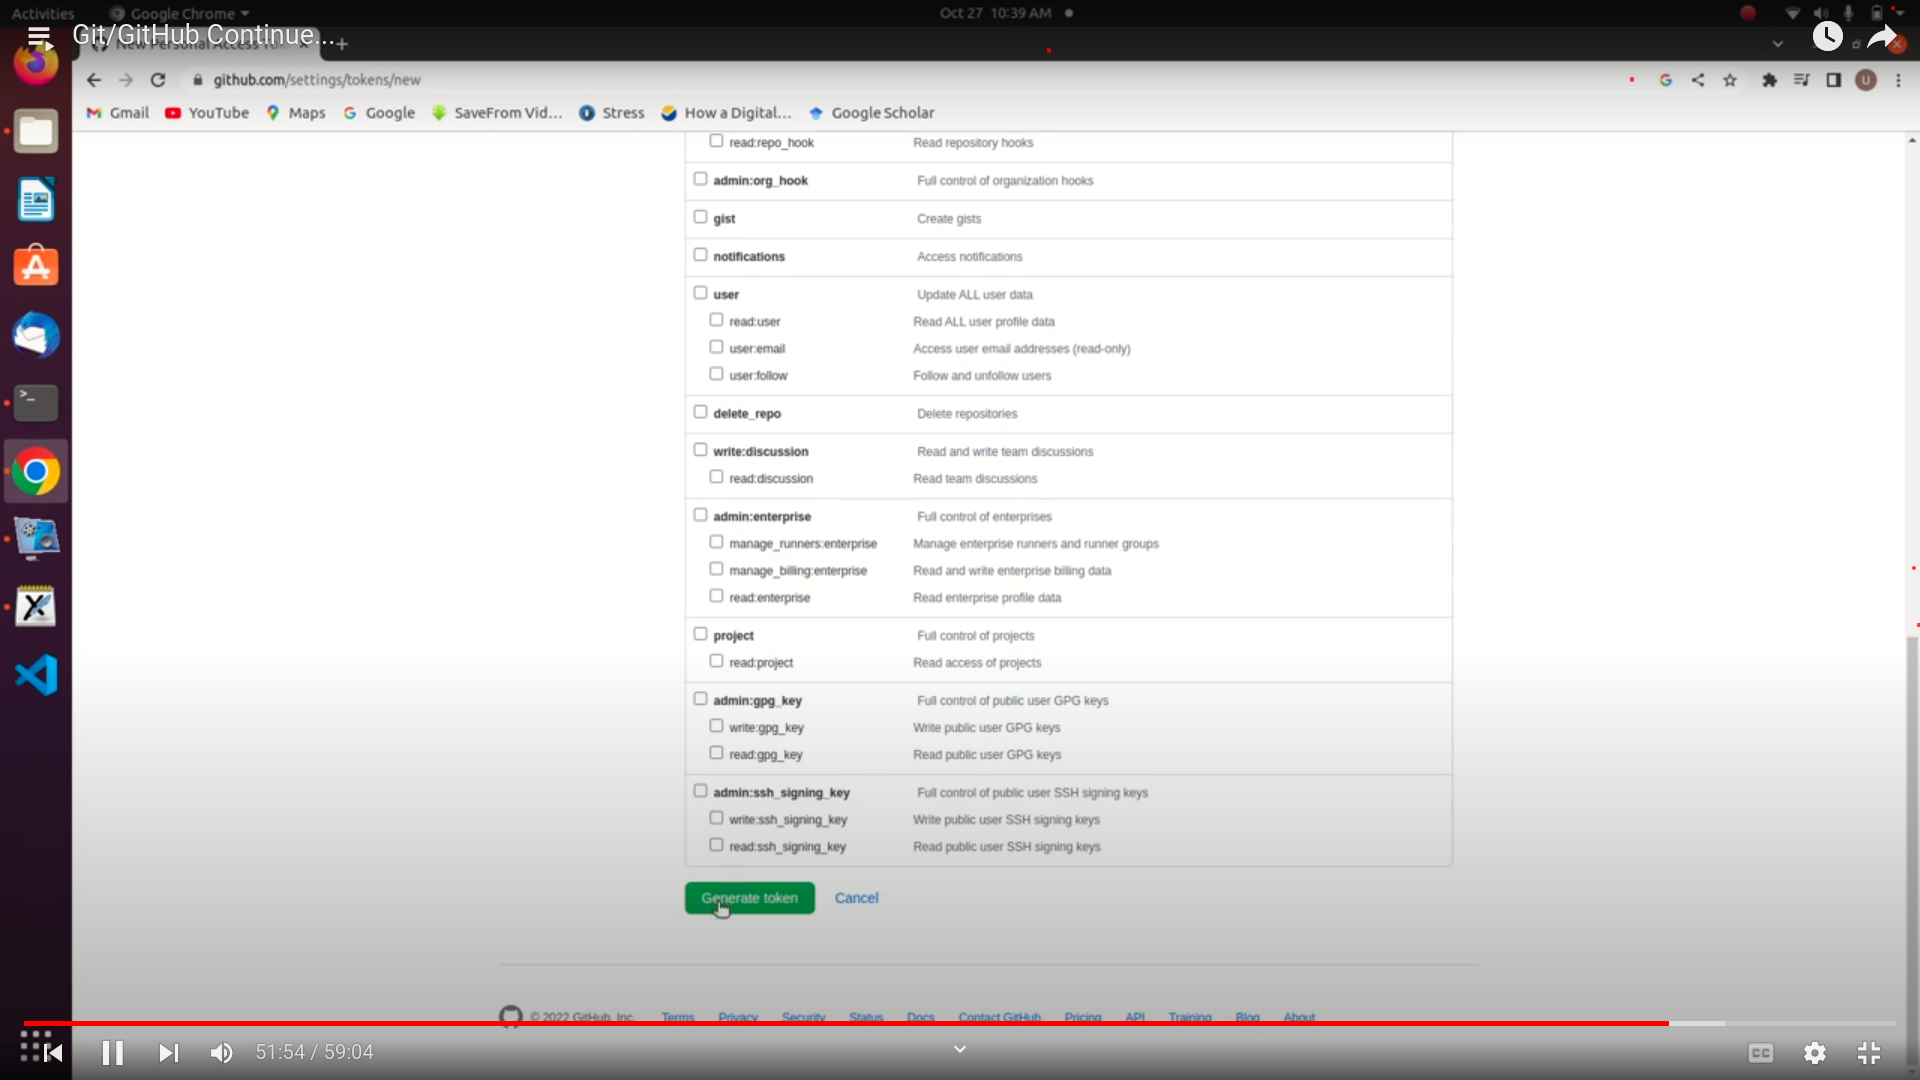 Activities Google Chrome Oct 27 10:39 AM
Git/GitHub Continue...
New Personal Access
github.com/settings/tokens/new
U
Gmail YouTube Maps Google SaveFrom Vid... Stress How a Digital... Google Scholar
read:repo_hook Read repository hooks
admin:org_hook Full control of organization hooks
gist Create gists
notifications Access notifications
user Update ALL user data
read:user Read ALL user profile data
user:email Access user email addresses (read-only)
user:follow Follow and unfollow users
delete_repo Delete repositories
write:discussion Read and write team discussions
read:discussion Read team discussions
admin:enterprise Full control of enterprises
manage_runners:enterprise Manage enterprise runners and runner groups
manage_billing:enterprise Read and write enterprise billing data
read:enterprise Read enterprise profile data
project Full control of projects
read:project Read access of projects
admin:gpg_key Full control of public user GPG keys
write:gpg_key Write public user GPG keys
read:gpg_key Read public user GPG keys
admin:ssh_signing_key Full control of public user SSH signing keys
write:ssh_signing_key Write public user SSH signing keys
read:ssh_signing_key Read public user SSH signing keys
Generate token Cancel
© 2022 GitHub, Inc. Terms Privacy Security Status Docs Contact GitHub Pricing API Training Blog About
51:54 / 59:04 CC